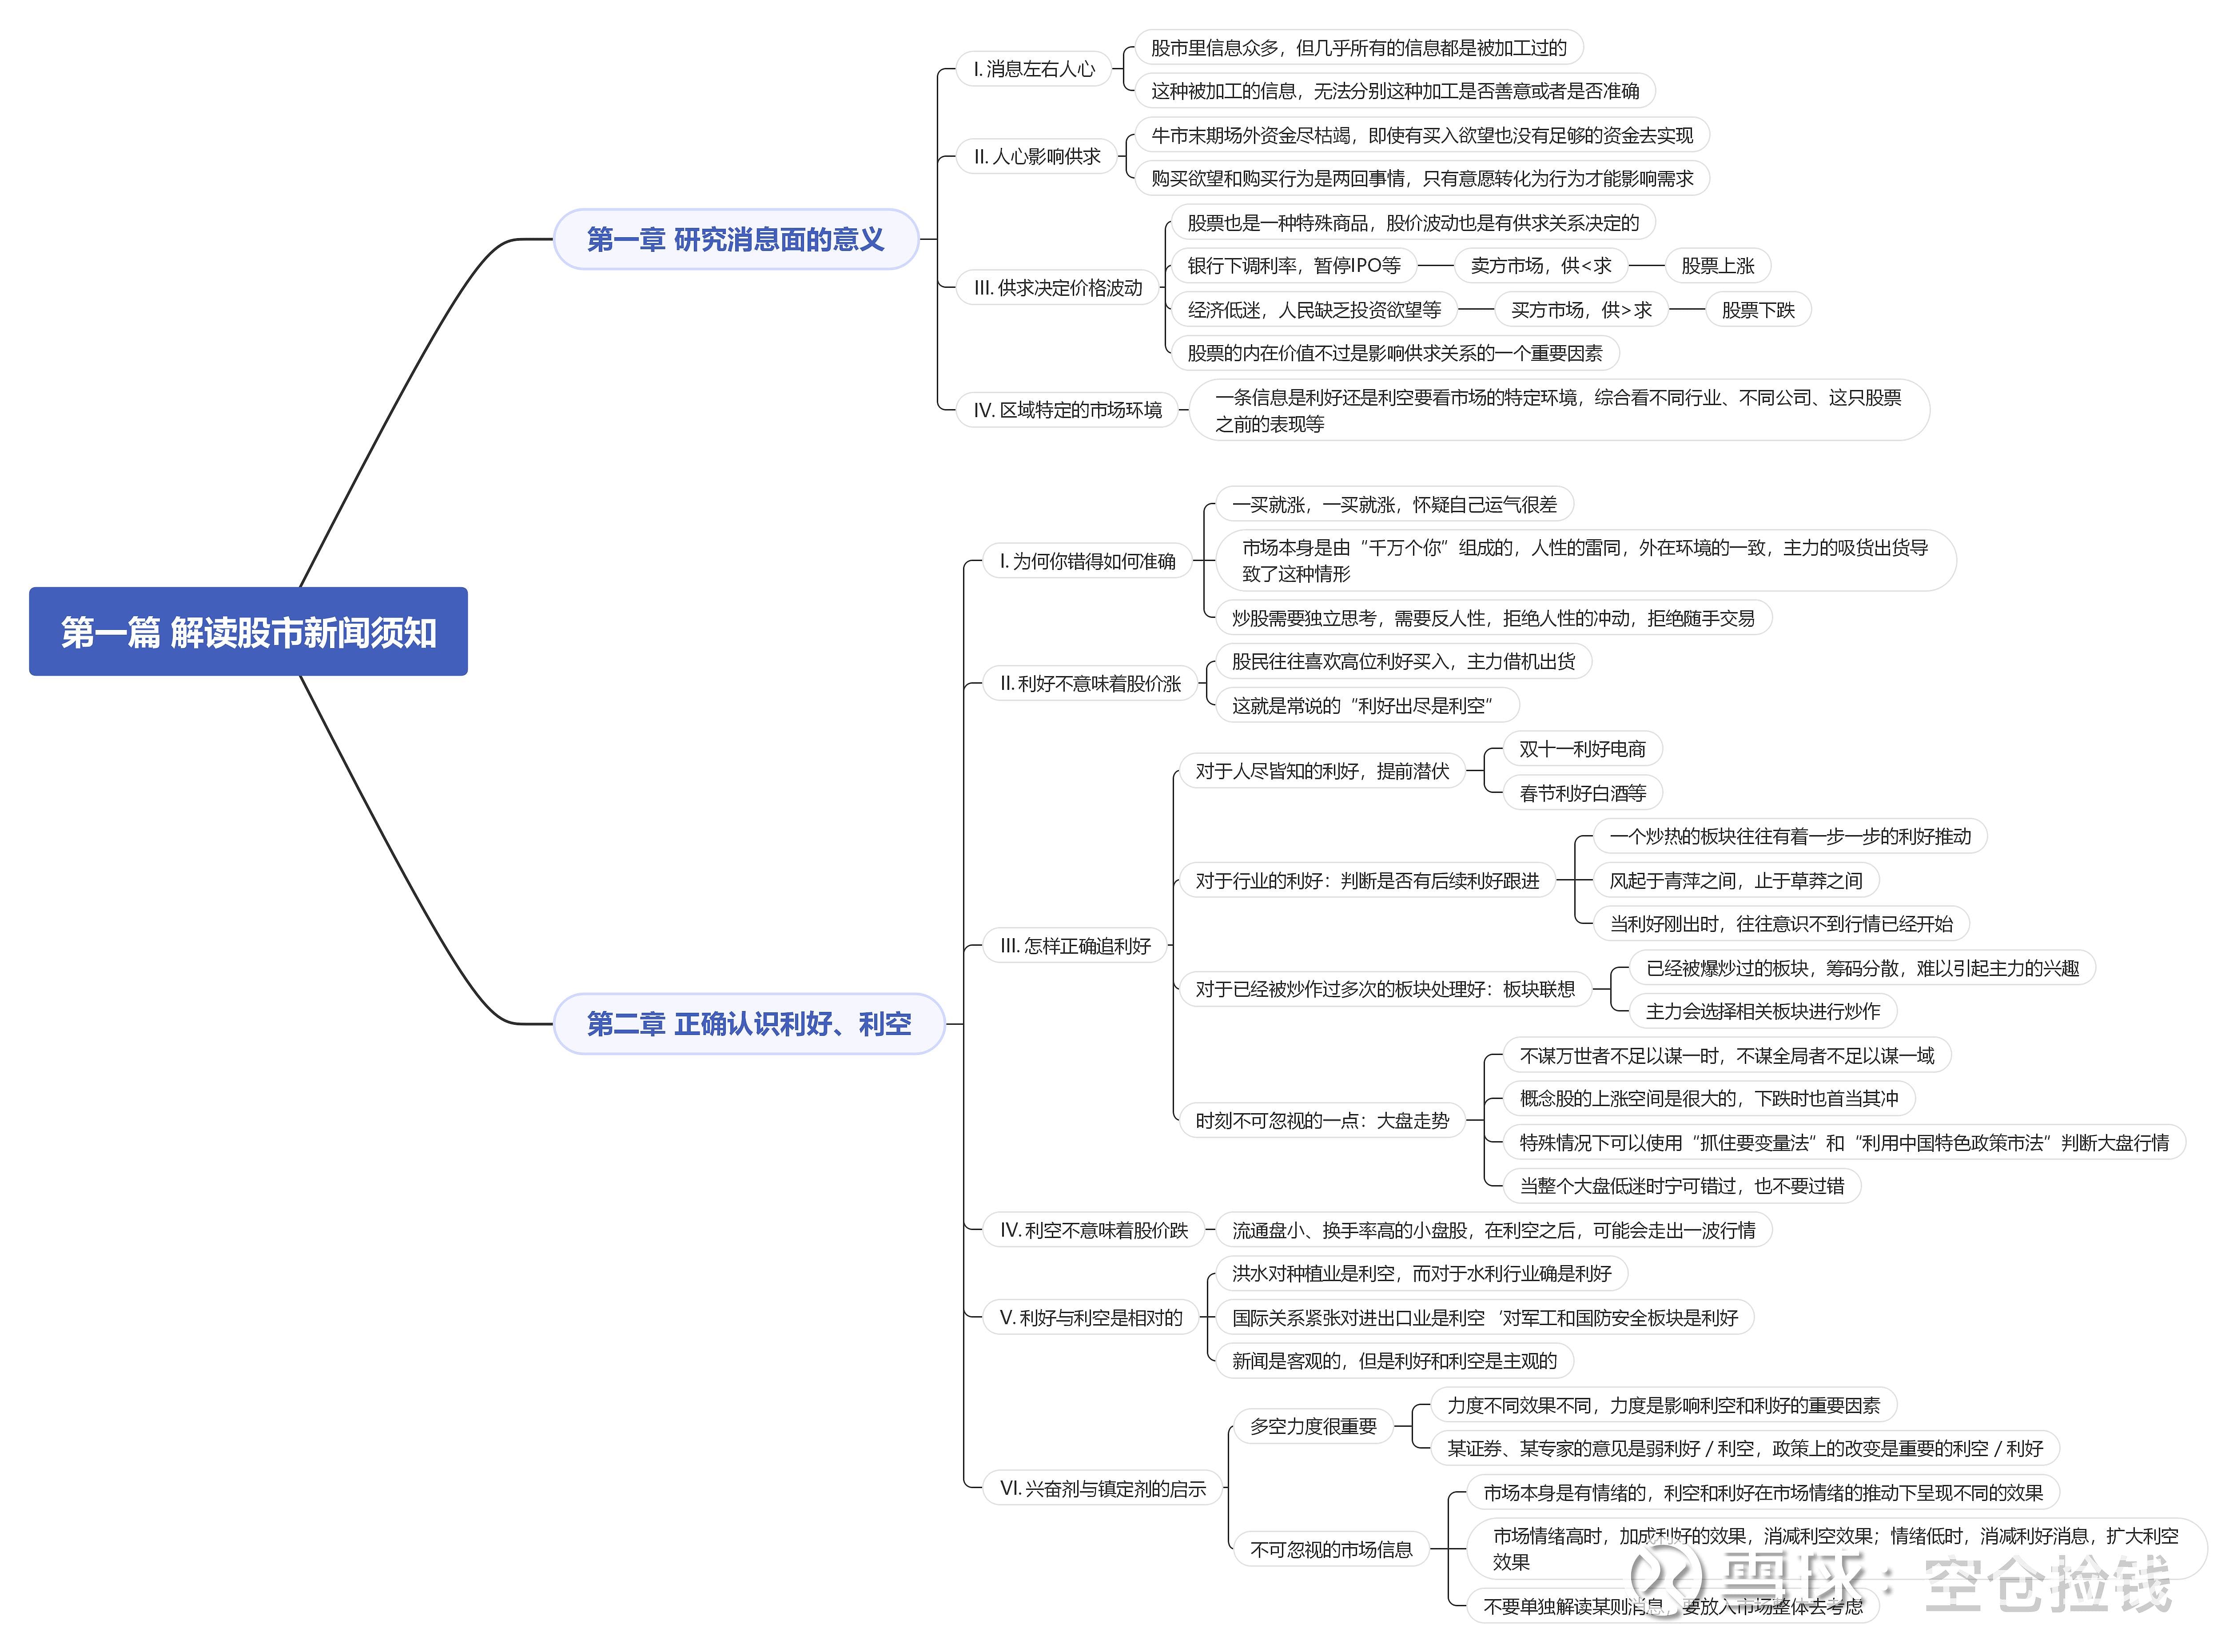 第一篇 解读股市新闻须知
第一章 研究消息面的意义
I. 消息左右人心
股市里信息众多，但几乎所有的信息都是被加工过的
这种被加工的信息，无法分别这种加工是否善意或者是否准确
II. 人心影响供求
牛市末期场外资金尽枯竭，即使有买入欲望也没有足够的资金去实现
购买欲望和购买行为是两回事情，只有意愿转化为行为才能影响需求
III. 供求决定价格波动
股票也是一种特殊商品，股价波动也是有供求关系决定的
银行下调利率，暂停IPO等
卖方市场，供<求
股票上涨
经济低迷，人民缺乏投资欲望等
买方市场，供>求
股票下跌
股票的内在价值不过是影响供求关系的一个重要因素
IV. 区域特定的市场环境
一条信息是利好还是利空要看市场的特定环境，综合看不同行业、不同公司、这只股票
之前的表现等
第二章 正确认识利好、利空
I. 为何你错得如何准确
一买就涨，一买就涨，怀疑自己运气很差
市场本身是由“千万个你”组成的，人性的雷同，外在环境的一致，主力的吸货出货导
致了这种情形
炒股需要独立思考，需要反人性，拒绝人性的冲动，拒绝随手交易
II. 利好不意味着股价涨
股民往往喜欢高位利好买入，主力借机出货
这就是常说的“利好出尽是利空”
III. 怎样正确追利好
对于人尽皆知的利好，提前潜伏
双十一利好电商
春节利好白酒等
对于行业的利好：判断是否有后续利好跟进
一个炒热的板块往往有着一步一步的利好推动
风起于青萍之间，止于草莽之间
当利好刚出时，往往意识不到行情已经开始
对于已经被炒作过多次的板块处理好：板块联想
已经被爆炒过的板块，筹码分散，难以引起主力的兴趣
主力会选择相关板块进行炒作
时刻不可忽视的一点：大盘走势
不谋万世者不足以谋一时，不谋全局者不足以谋一域
概念股的上涨空间是很大的，下跌时也首当其冲
特殊情况下可以使用“抓住要变量法”和“利用中国特色政策市法”判断大盘行情
当整个大盘低迷时宁可错过，也不要过错
IV. 利空不意味着股价跌
流通盘小、换手率高的小盘股，在利空之后，可能会走出一波行情
V. 利好与利空是相对的
洪水对种植业是利空，而对于水利行业确是利好
国际关系紧张对进出口业是利空‘对军工和国防安全板块是利好
新闻是客观的，但是利好和利空是主观的
VI. 兴奋剂与镇定剂的启示
多空力度很重要
力度不同效果不同，力度是影响利空和利好的重要因素
某证券、某专家的意见是弱利好 / 利空，政策上的改变是重要的利空 / 利好
不可忽视的市场信息
市场本身是有情绪的，利空和利好在市场情绪的推动下呈现不同的效果
市场情绪高时，加成利好的效果，消减利空效果；情绪低时，消减利好消息，扩大利空
效果
不要单独解读某则消息，要放入市场整体去考虑
雪球：空仓捡钱